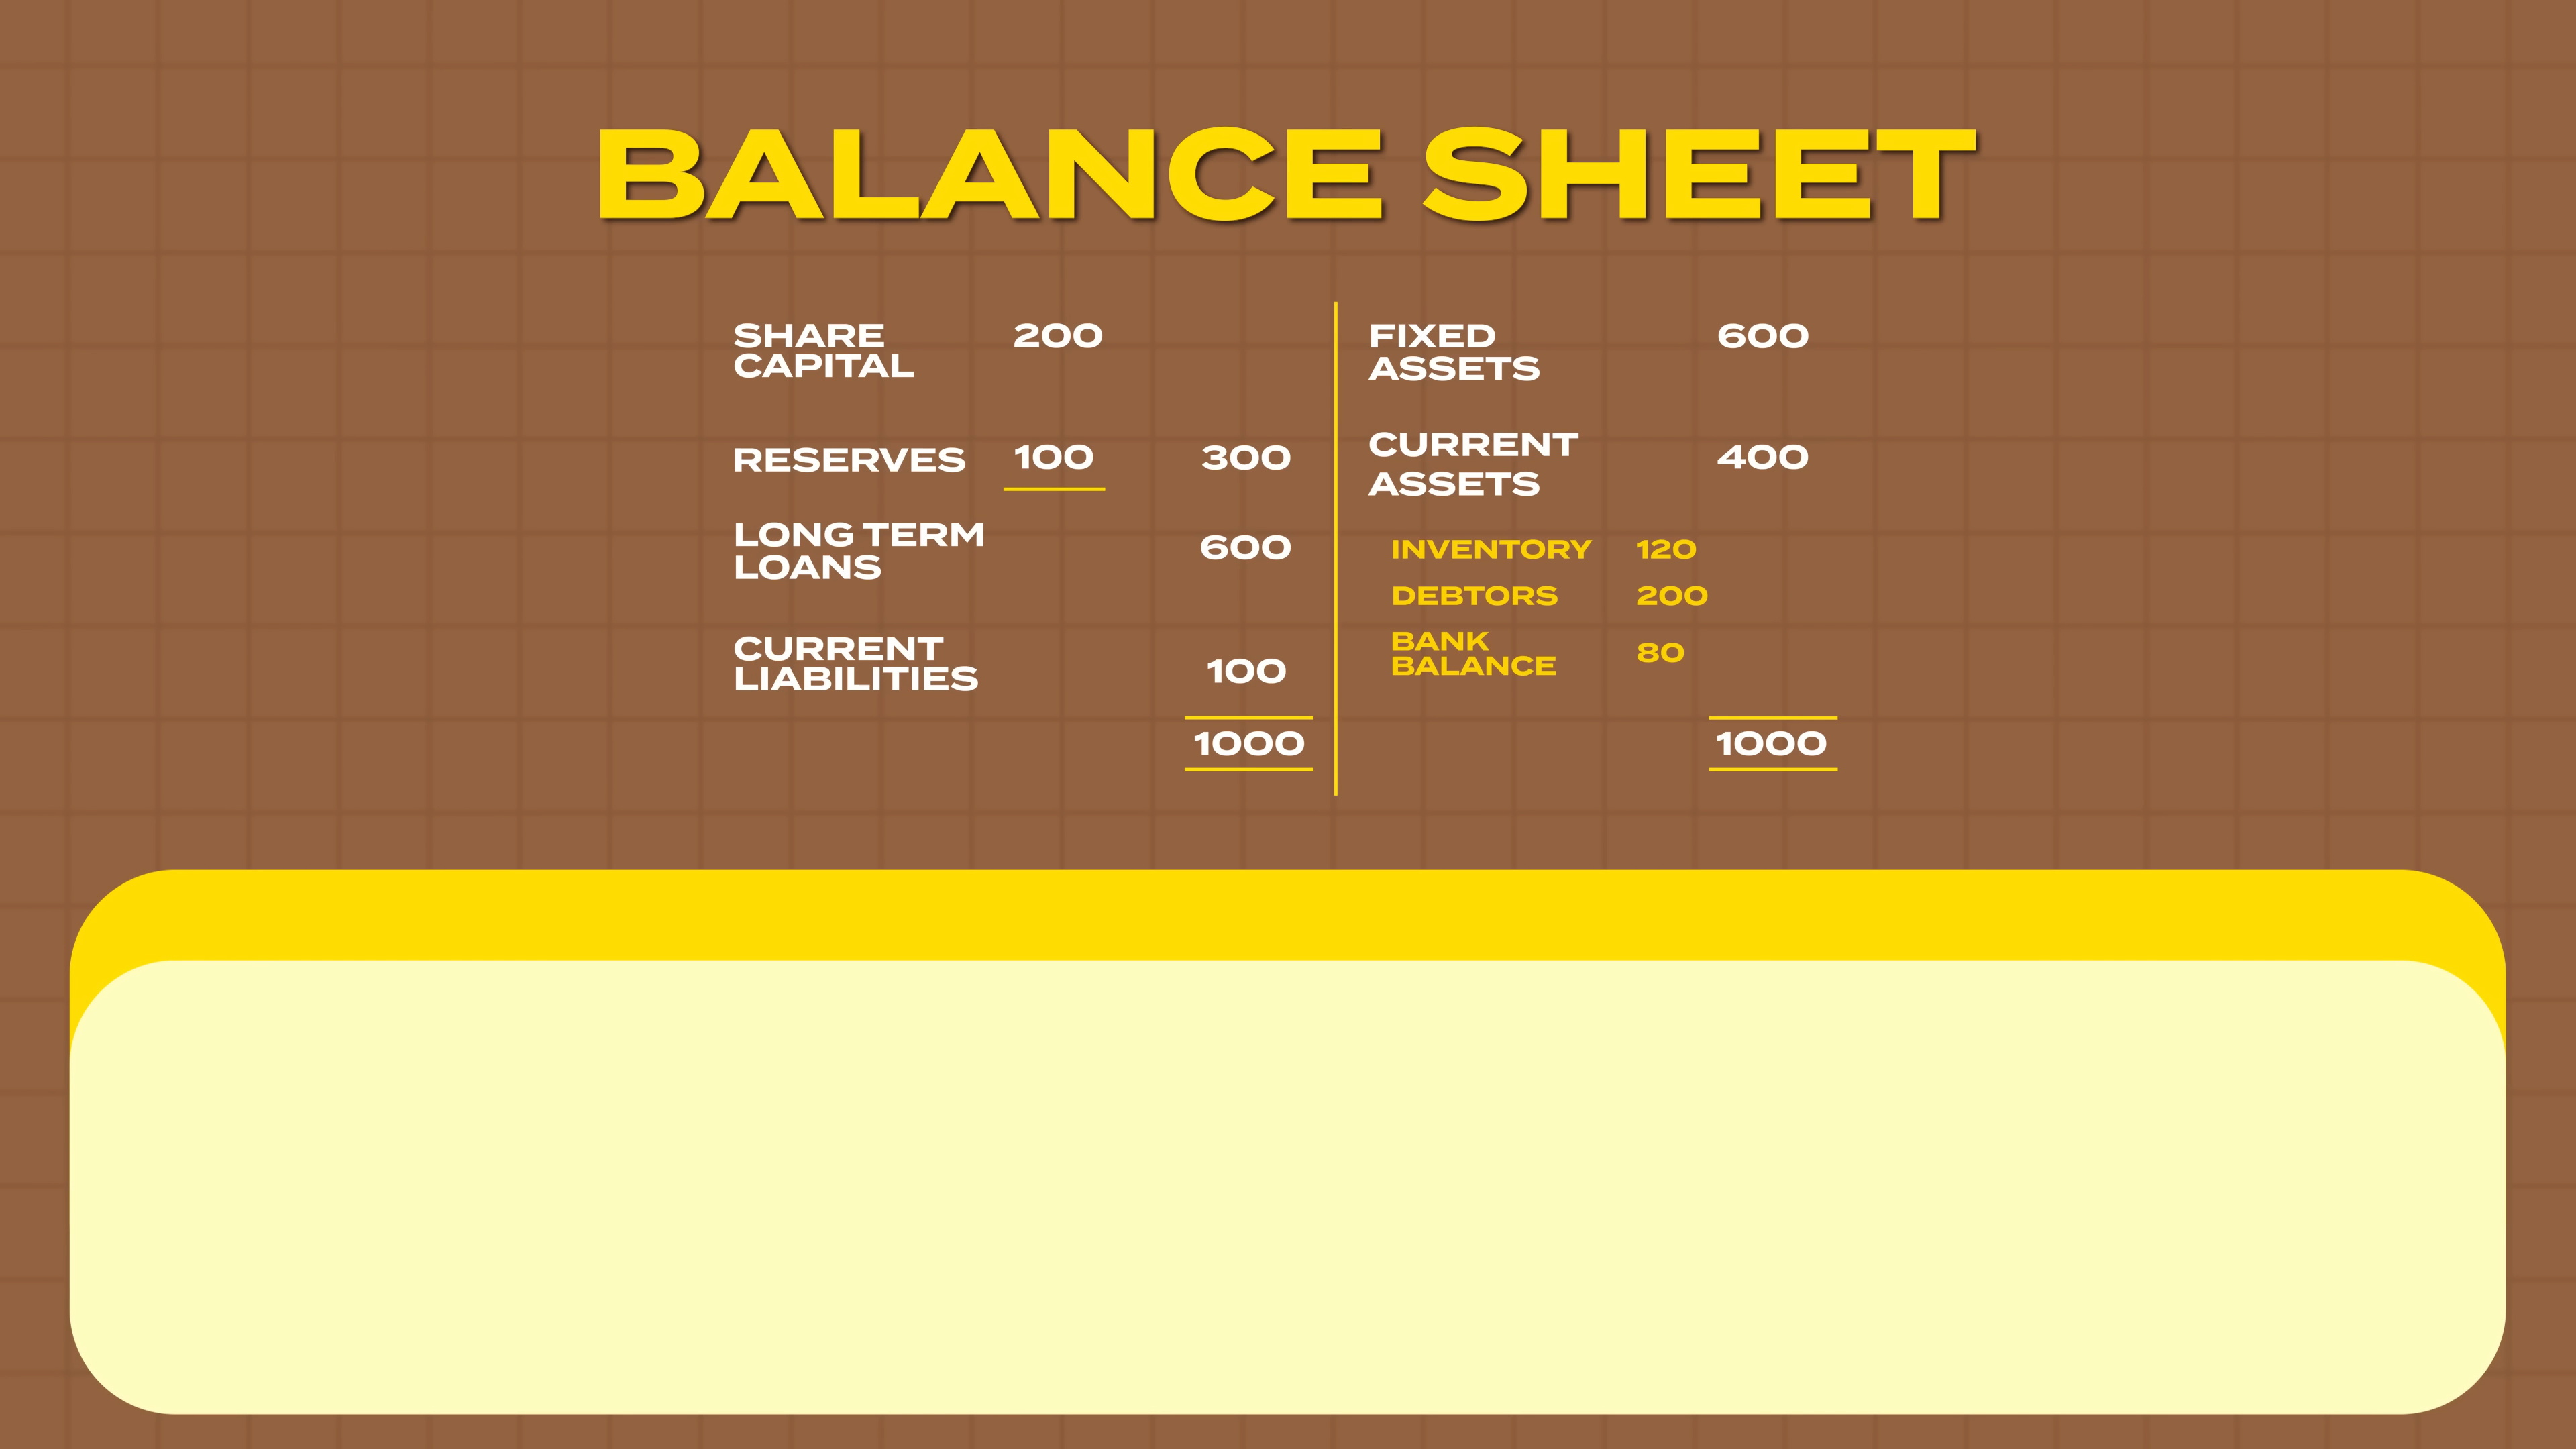 BALANCE SHEET
SHARE
CAPITAL
200
RESERVES 100 300
LONG TERM
LOANS
600
CURRENT
LIABILITIES
100
1000
FIXED
ASSETS
600
CURRENT
ASSETS
400
INVENTORY 120
DEBTORS 200
BANK
BALANCE
80
1000